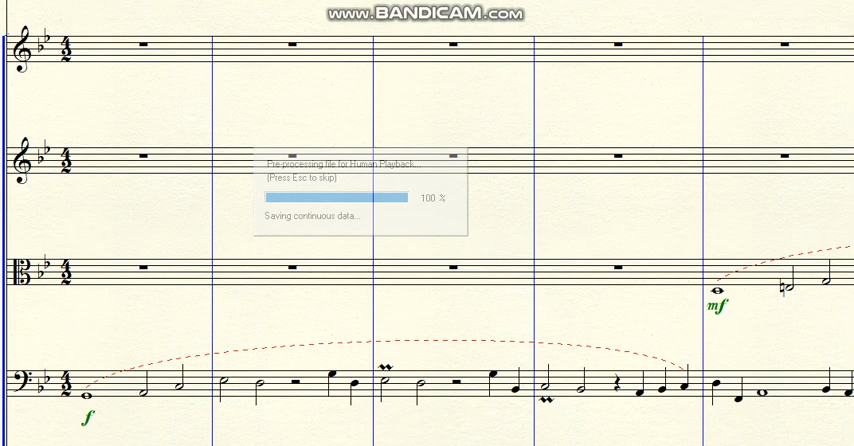 www.BANDICAM.com
Pre-processing file for Human Playback...
(Press Esc to skip)
100 %
Saving continuous data...
mf
f